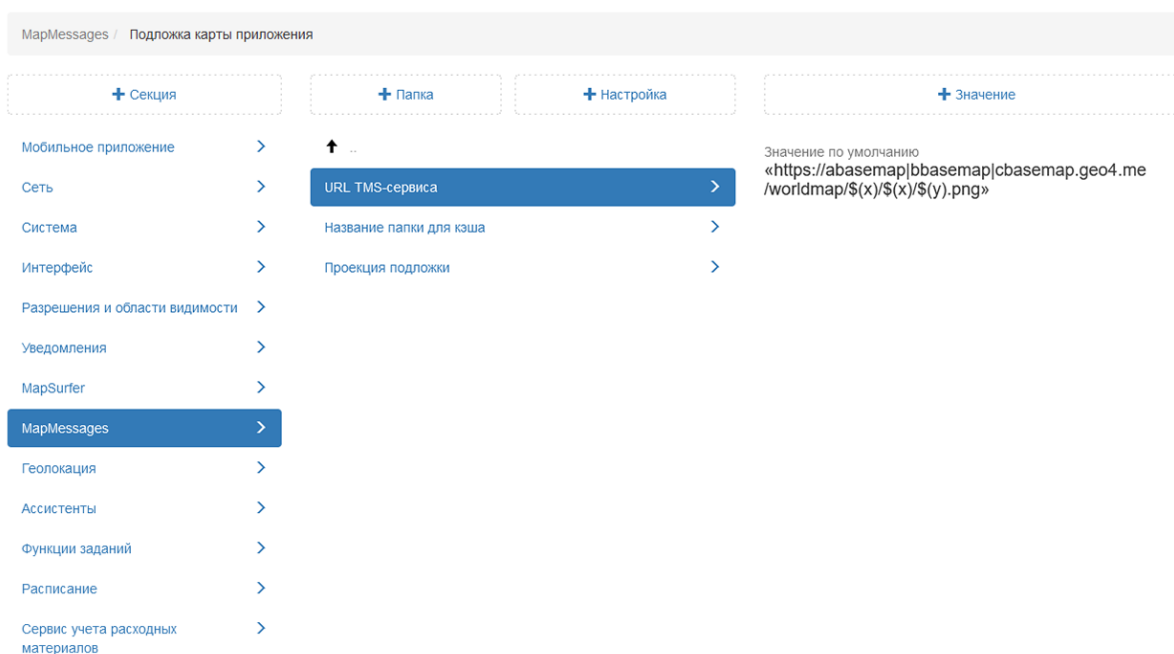 MapMessages / Подложка карты приложения
+ Секция
+ Папка
+ Настройка
+ Значение
Мобильное приложение
Сеть
Система
Интерфейс
Разрешения и области видимости
Уведомления
MapSurfer
MapMessages
Геолокация
Ассистенты
Функции заданий
Расписание
Сервис учета расходных
материалов
..
URL TMS-сервиса
Название папки для кэша
Проекция подложки
Значение по умолчанию
«https://abasemap|bbasemap|cbasemap.geo4.me
/worldmap/$(x)/$(x)/$(y).png»